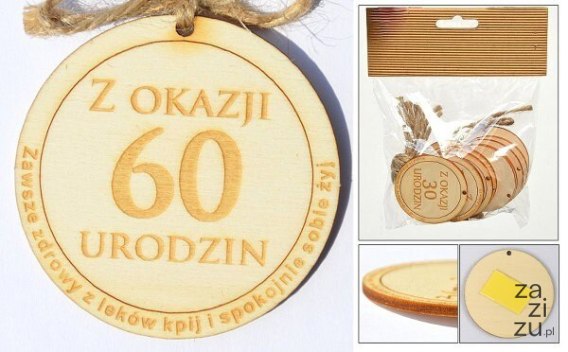 Z OKAZJI
60
URODZIN
Zawsze zdrowy z leków kpij i spokojnie sobie żyj
Z OKAZJI
30
URODZIN
za
zi
zu.pl